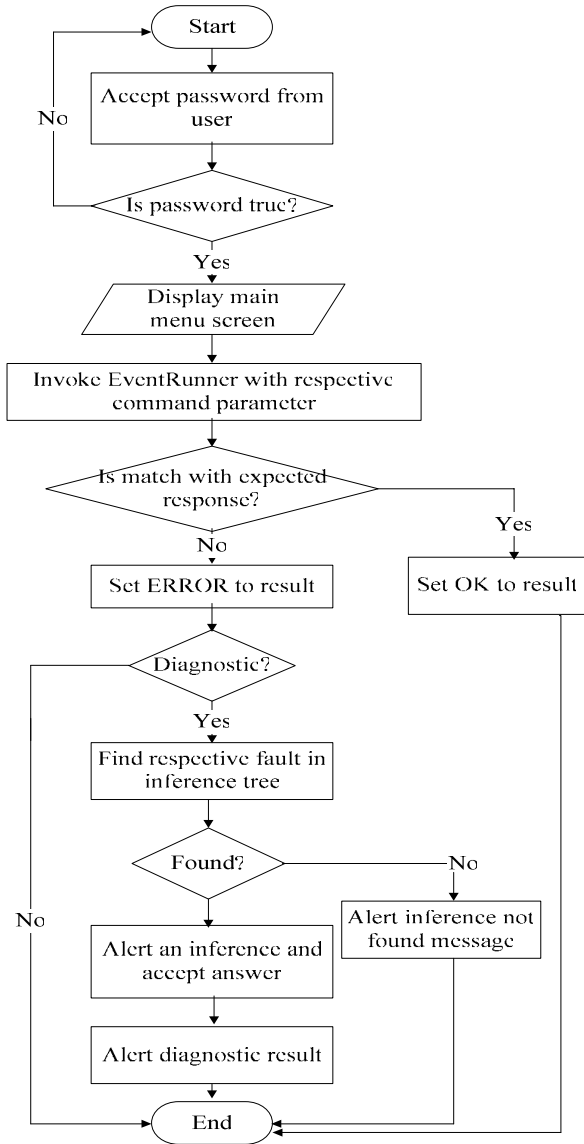 Start
Accept password from
user
No
Is password true?
Yes
Display main
menu screen
Invoke EventRunner with respective
command parameter
Is match with expected
response?
Yes
No
Set ERROR to result
Set OK to result
Diagnostic?
Yes
Find respective fault in
inference tree
Found?
No
No
Alert inference not
found message
Alert an inference and
accept answer
Alert diagnostic result
End